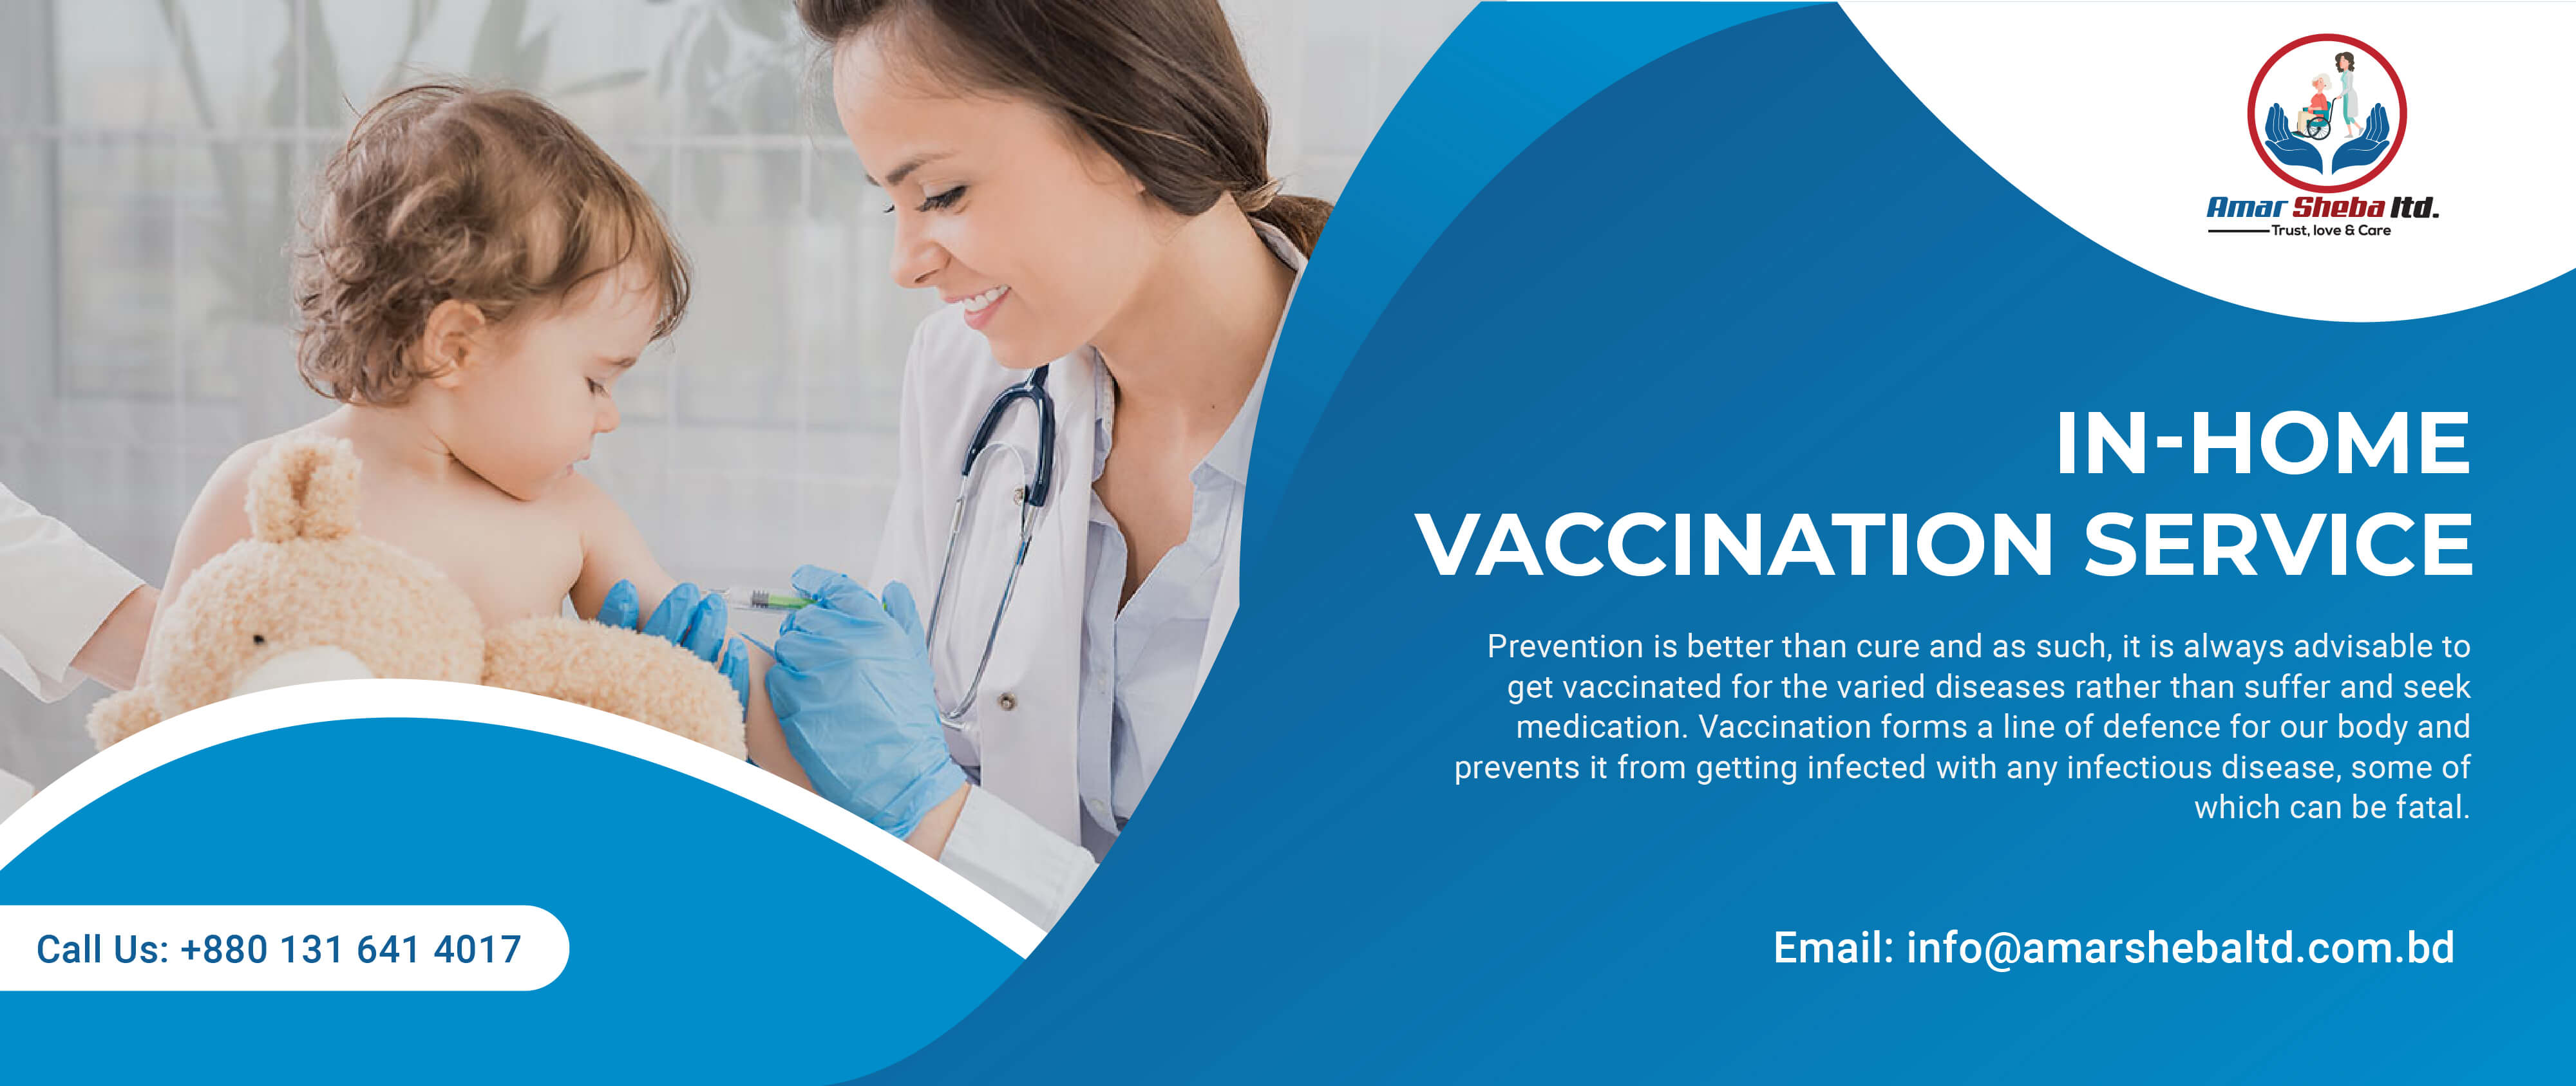 Amar Sheba ltd.
Trust, love & Care
IN-HOME
VACCINATION SERVICE
Prevention is better than cure and as such, it is always advisable to
get vaccinated for the varied diseases rather than suffer and seek
medication. Vaccination forms a line of defence for our body and
prevents it from getting infected with any infectious disease, some of
which can be fatal.
Call Us: +880 131 641 4017
Email: info@amarshebaltd.com.bd